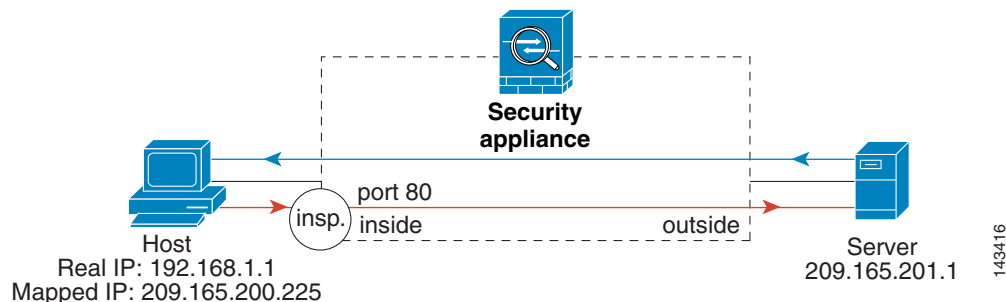 Security
appliance
port 80
insp.
inside
outside
Host
Real IP: 192.168.1.1
Mapped IP: 209.165.200.225
Server
209.165.201.1
143416